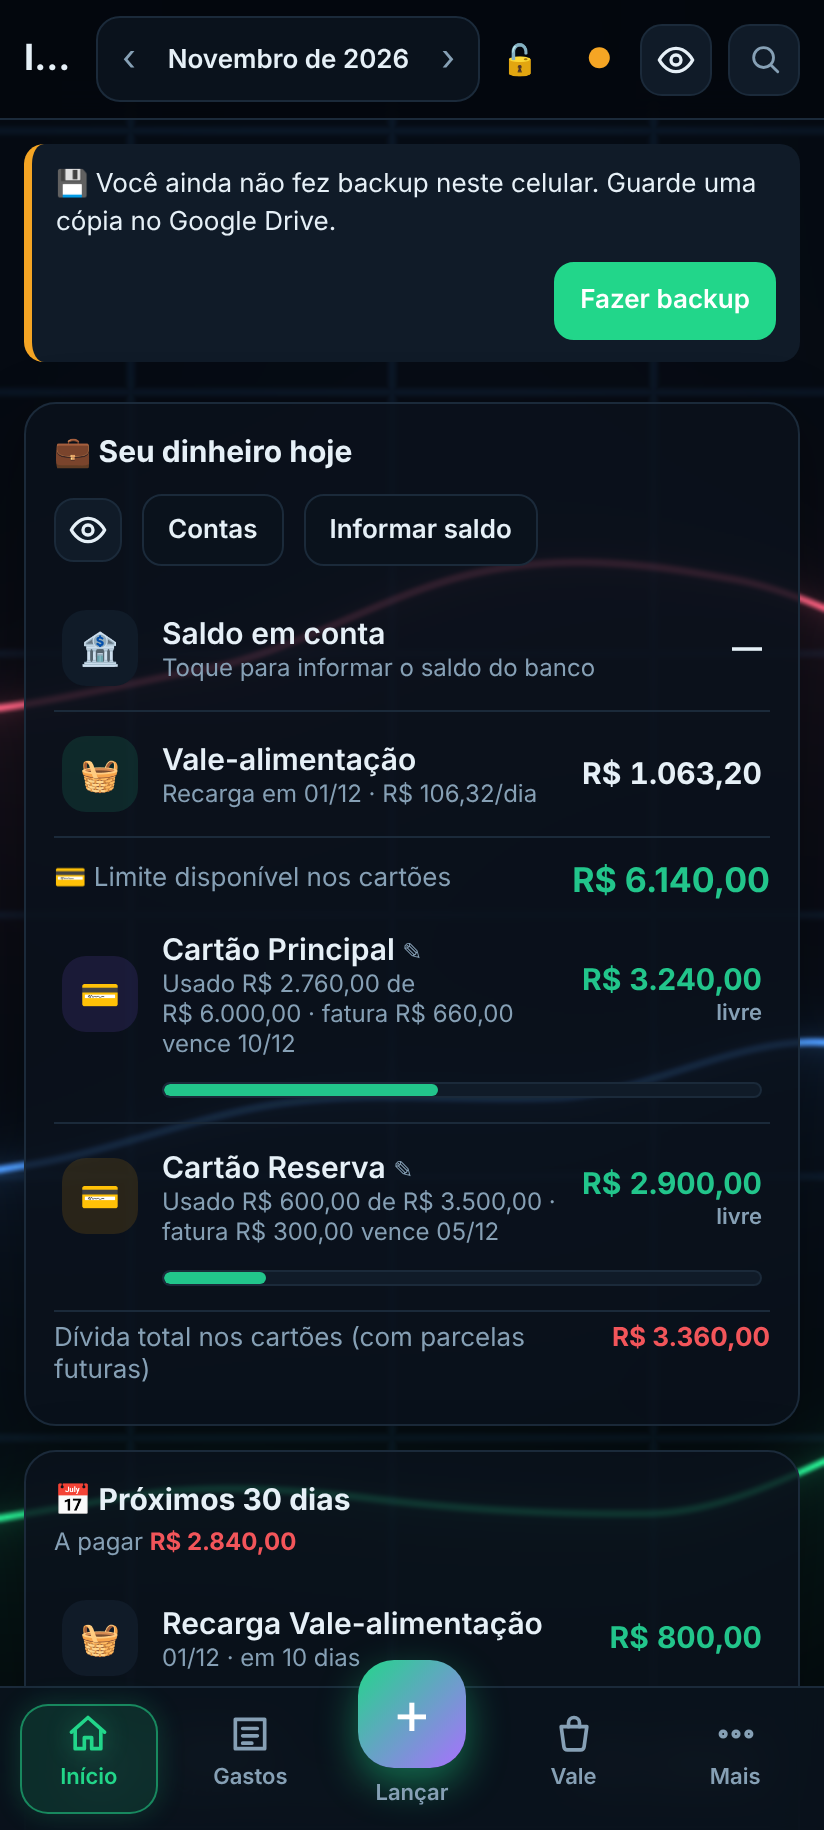 I...
Novembro de 2026
Você ainda não fez backup neste celular. Guarde uma
cópia no Google Drive.
Fazer backup
Seu dinheiro hoje
Contas
Informar saldo
Saldo em conta
Toque para informar o saldo do banco
—
Vale-alimentação
Recarga em 01/12 · R$ 106,32/dia
R$ 1.063,20
Limite disponível nos cartões
R$ 6.140,00
Cartão Principal ✎
Usado R$ 2.760,00 de
R$ 6.000,00 · fatura R$ 660,00
vence 10/12
R$ 3.240,00
livre
Cartão Reserva ✎
Usado R$ 600,00 de R$ 3.500,00 ·
fatura R$ 300,00 vence 05/12
R$ 2.900,00
livre
Dívida total nos cartões (com parcelas
futuras)
R$ 3.360,00
July
17
Próximos 30 dias
A pagar R$ 2.840,00
Recarga Vale-alimentação
01/12 · em 10 dias
R$ 800,00
Início
Gastos
+
Lançar
Vale
Mais